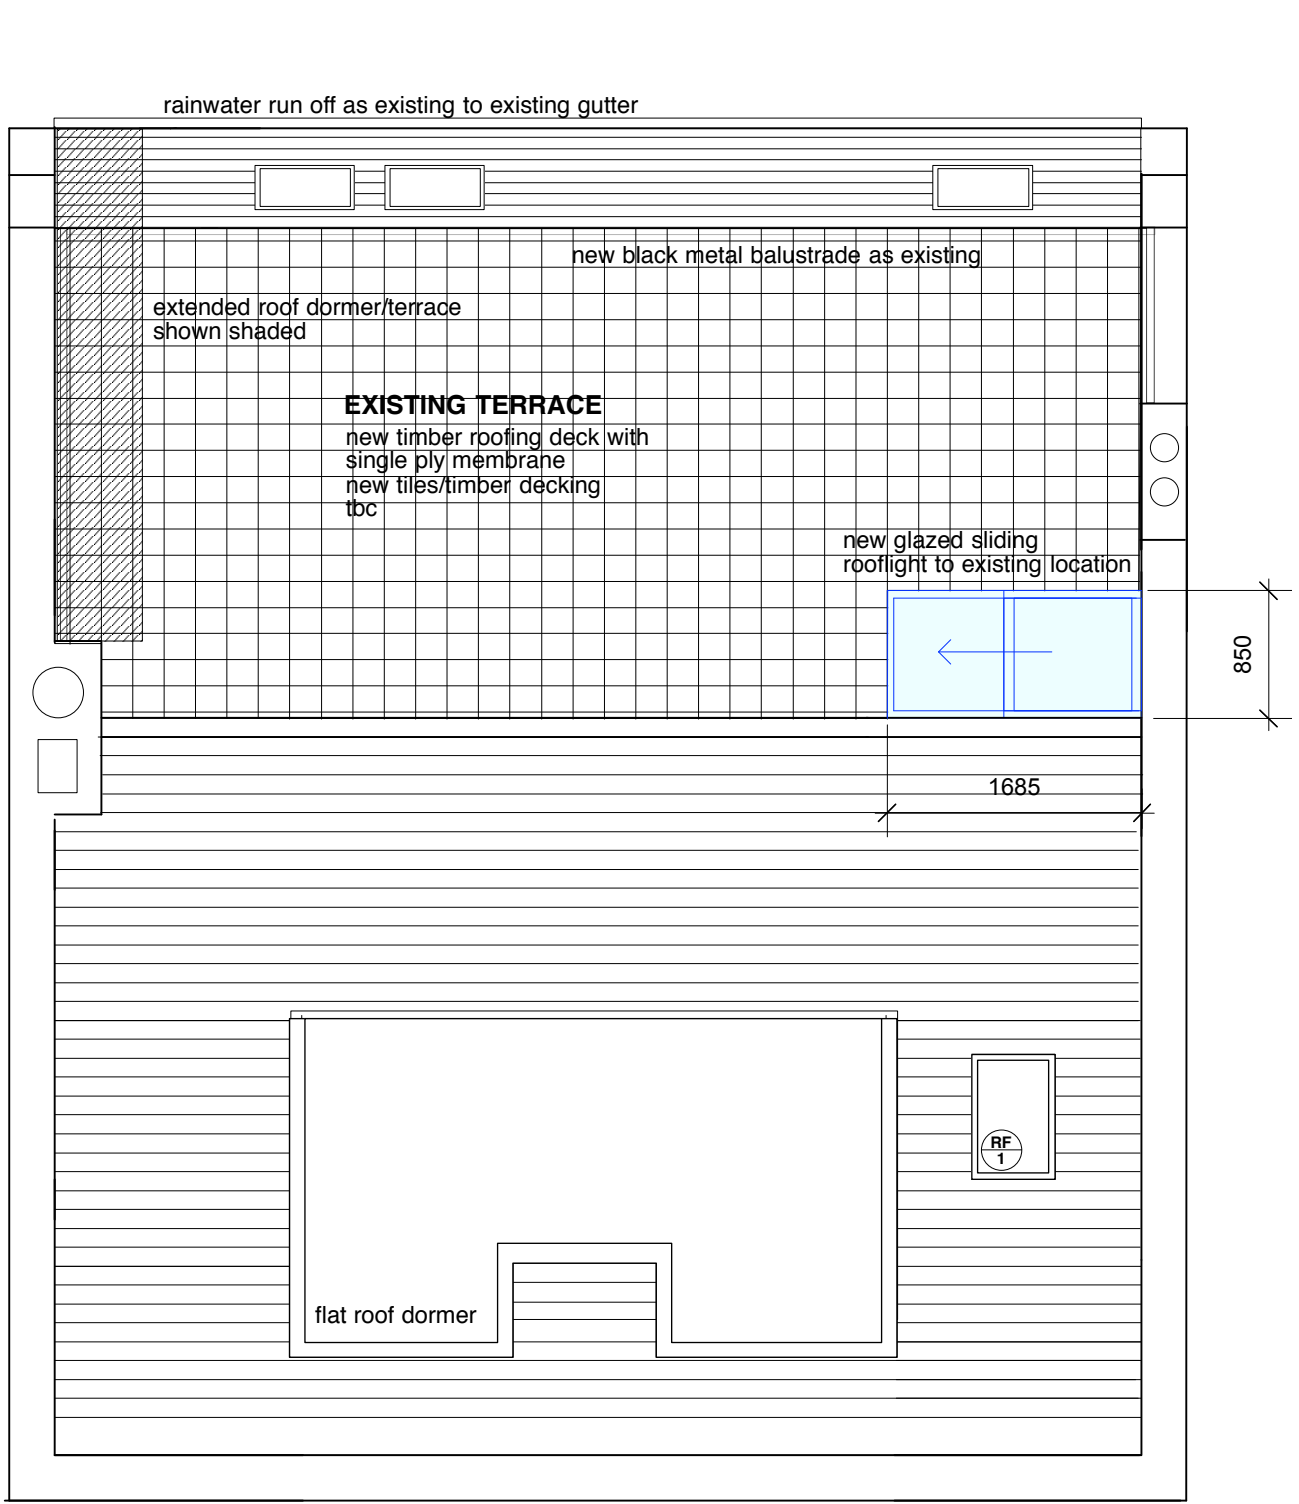 rainwater run off as existing to existing gutter
new black metal balustrade as existing
extended roof dormer/terrace
shown shaded
EXISTING TERRACE
new timber roofing deck with
single ply membrane
new tiles/timber decking
tbc
new glazed sliding
rooflight to existing location
850
1685
RF
1
flat roof dormer